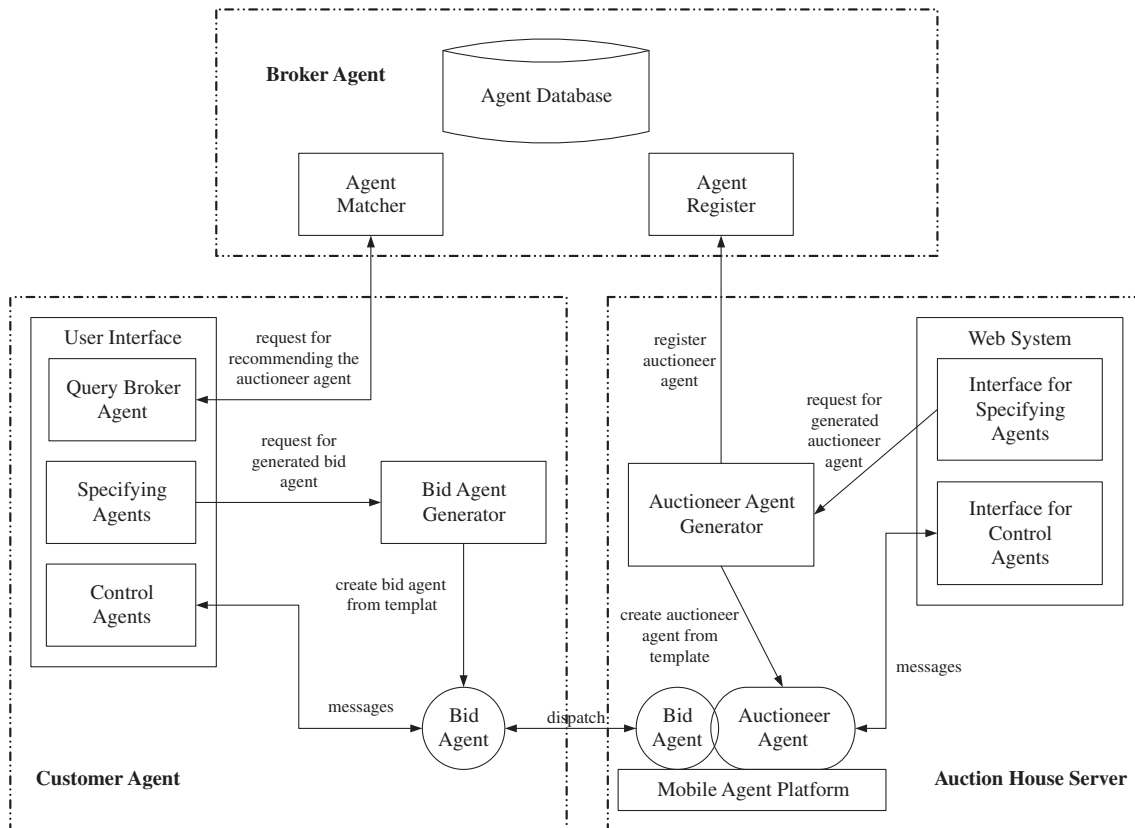 Broker Agent
Agent Database
Agent
Matcher
Agent
Register
User Interface
Query Broker
Agent
Specifying
Agents
Control
Agents
request for
recommending the
auctioneer agent
request for
generated bid
agent
Bid Agent
Generator
create bid agent
from templat
messages
Bid
Agent
Customer Agent
dispatch
register
auctioneer
agent
request for
generated
auctioneer
agent
Web System
Interface for
Specifying
Agents
Interface for
Control
Agents
Auctioneer Agent
Generator
create auctioneer
agent from
template
messages
Bid
Agent
Auctioneer
Agent
Mobile Agent Platform
Auction House Server